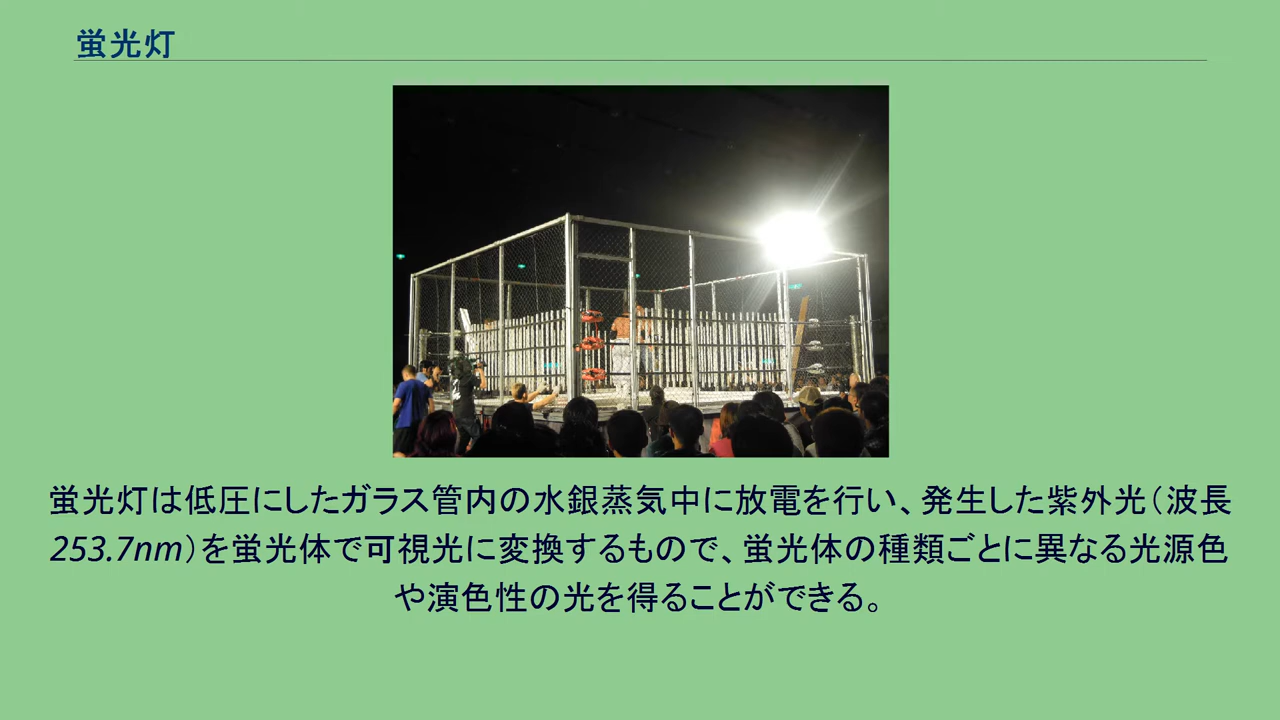 蛍光灯
蛍光灯は低圧にしたガラス管内の水銀蒸気中に放電を行い、発生した紫外光（波長
253.7nm）を蛍光体で可視光に変換するもので、蛍光体の種類ごとに異なる光源色
や演色性の光を得ることができる。